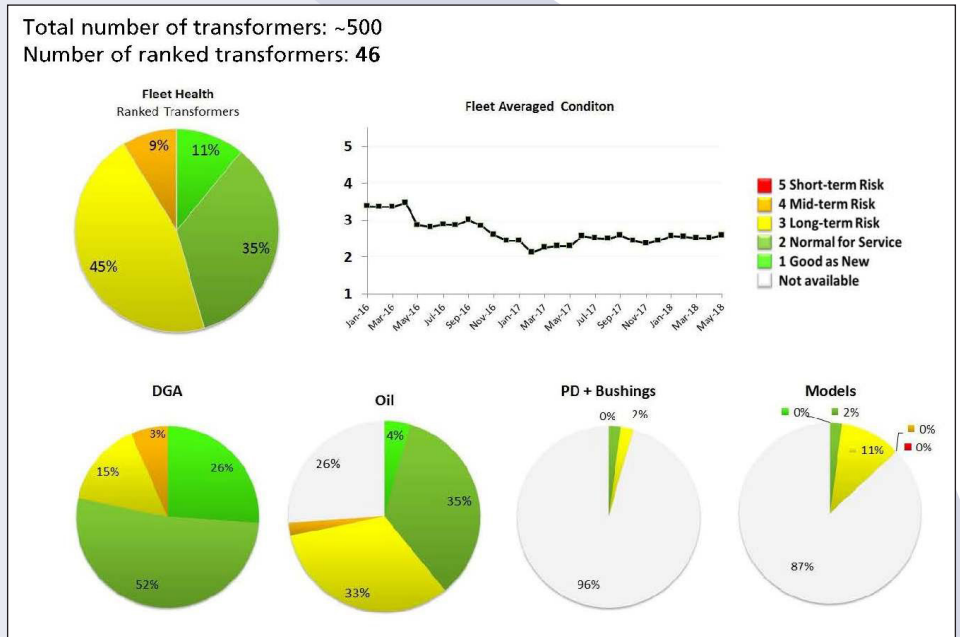 Total number of transformers: ~500
Number of ranked transformers: 46
Fleet Health
Ranked Transformers
9%
11%
35%
45%
Fleet Averaged Conditon
5
4
3
2
1
Jan-16
Mar-16
May-16
Jul-16
Sep-16
Nov-16
Jan-17
Mar-17
May-17
Jul-17
Sep-17
Nov-17
Jan-18
Mar-18
May-18
5 Short-term Risk
4 Mid-term Risk
3 Long-term Risk
2 Normal for Service
1 Good as New
Not available
DGA
3%
15%
26%
52%
Oil
4%
26%
35%
33%
PD + Bushings
0%
2%
96%
Models
0%
2%
0%
0%
11%
87%